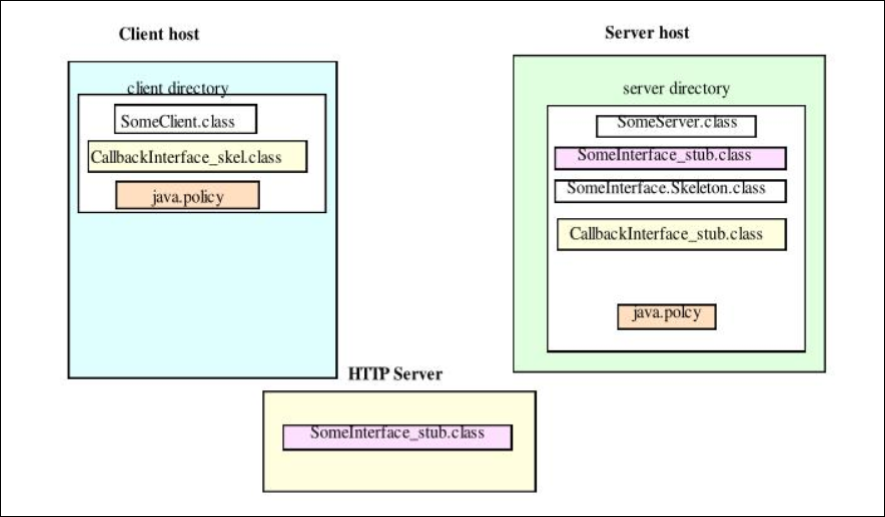 Client host
client directory
SomeClient.class
CallbackInterface_skel.class
java.policy
Server host
server directory
SomeServer.class
SomeInterface_stub.class
SomeInterface.Skeleton.class
CallbackInterface_stub.class
java.polcy
HTTP Server
SomeInterface_stub.class